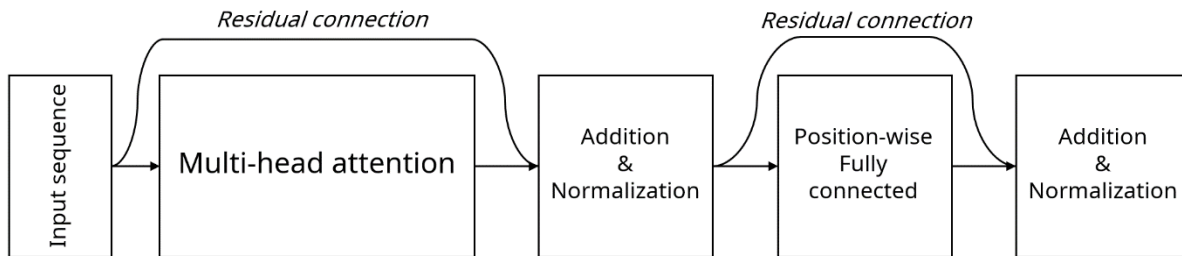 Residual connection
Residual connection
Input sequence
Multi-head attention
Addition
&
Normalization
Position-wise
Fully
connected
Addition
&
Normalization